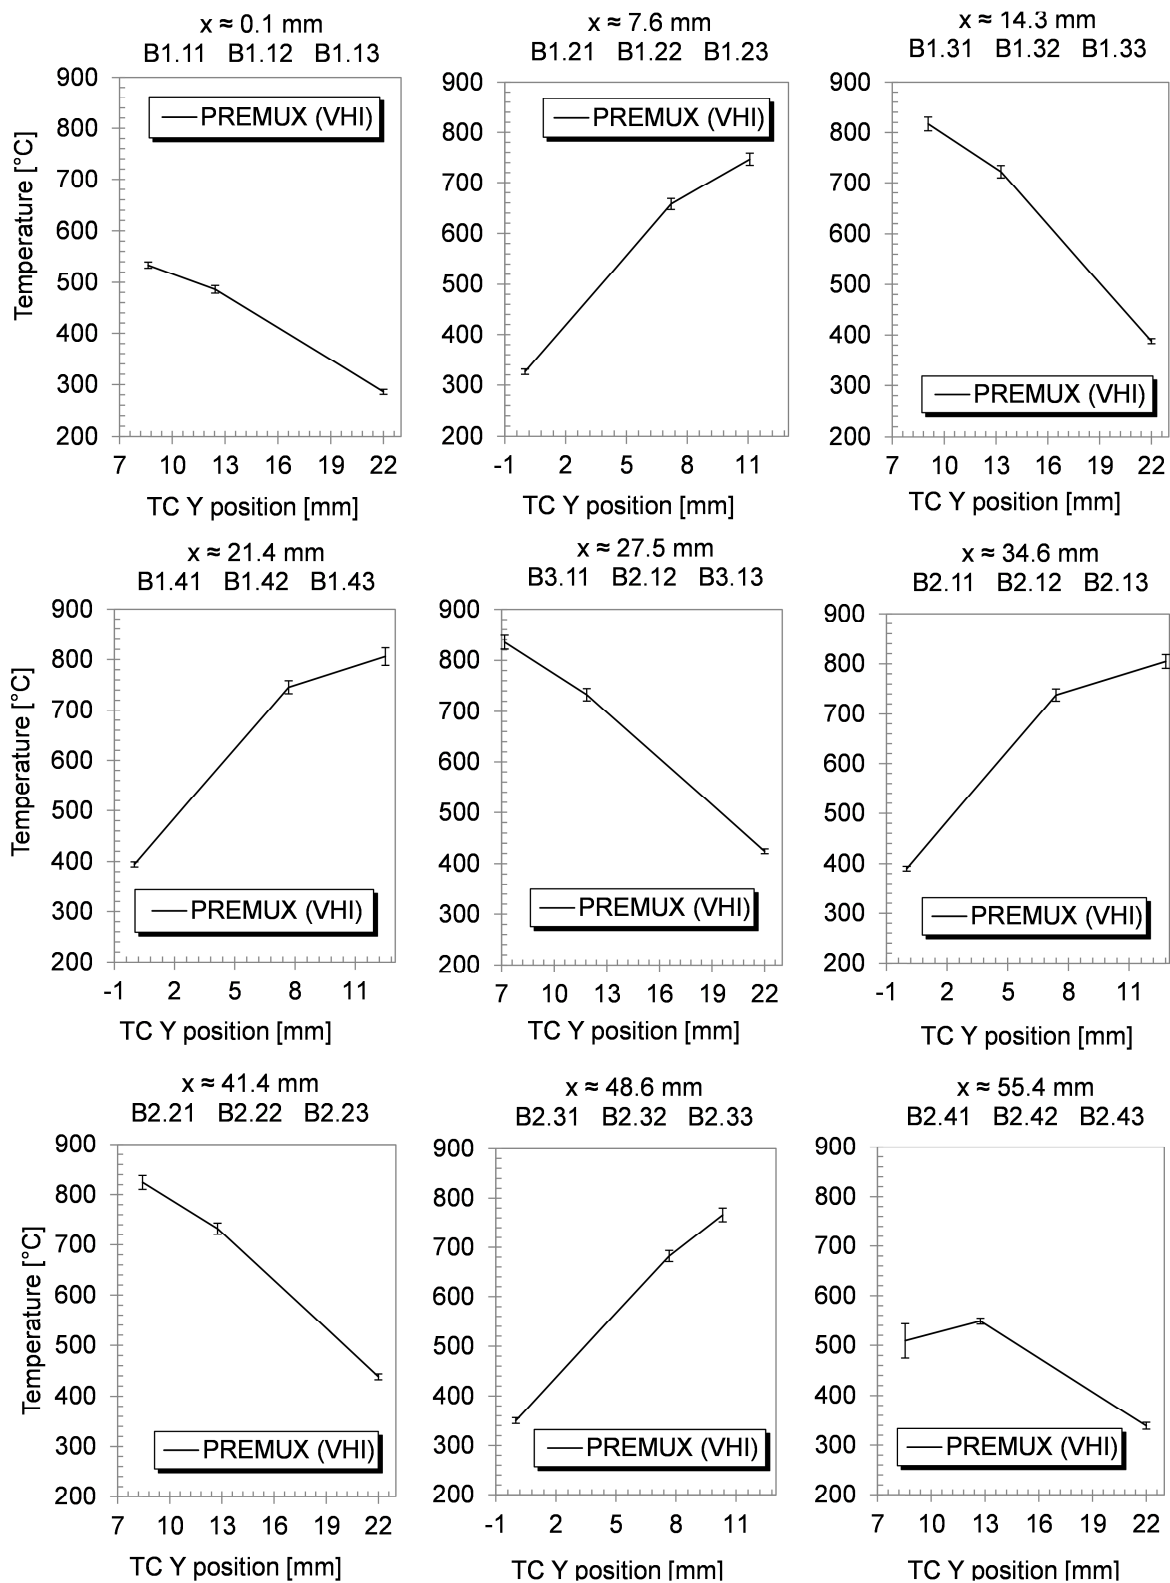 x ≈ 0.1 mm
B1.11 B1.12 B1.13
PREMUX (VHI)
Temperature [°C]
900
800
700
600
500
400
300
200
7 10 13 16 19 22
TC Y position [mm]
x ≈ 7.6 mm
B1.21 B1.22 B1.23
PREMUX (VHI)
900
800
700
600
500
400
300
200
-1 2 5 8 11
TC Y position [mm]
x ≈ 14.3 mm
B1.31 B1.32 B1.33
900
800
700
600
500
400
300
200
PREMUX (VHI)
7 10 13 16 19 22
TC Y position [mm]
x ≈ 21.4 mm
B1.41 B1.42 B1.43
Temperature [°C]
900
800
700
600
500
400
300
200
PREMUX (VHI)
-1 2 5 8 11
TC Y position [mm]
x ≈ 27.5 mm
B3.11 B2.12 B3.13
900
800
700
600
500
400
300
200
PREMUX (VHI)
7 10 13 16 19 22
TC Y position [mm]
x ≈ 34.6 mm
B2.11 B2.12 B2.13
900
800
700
600
500
400
300
200
PREMUX (VHI)
-1 2 5 8 11
TC Y position [mm]
x ≈ 41.4 mm
B2.21 B2.22 B2.23
Temperature [°C]
900
800
700
600
500
400
300
200
PREMUX (VHI)
7 10 13 16 19 22
TC Y position [mm]
x ≈ 48.6 mm
B2.31 B2.32 B2.33
900
800
700
600
500
400
300
200
PREMUX (VHI)
-1 2 5 8 11
TC Y position [mm]
x ≈ 55.4 mm
B2.41 B2.42 B2.43
900
800
700
600
500
400
300
200
PREMUX (VHI)
7 10 13 16 19 22
TC Y position [mm]